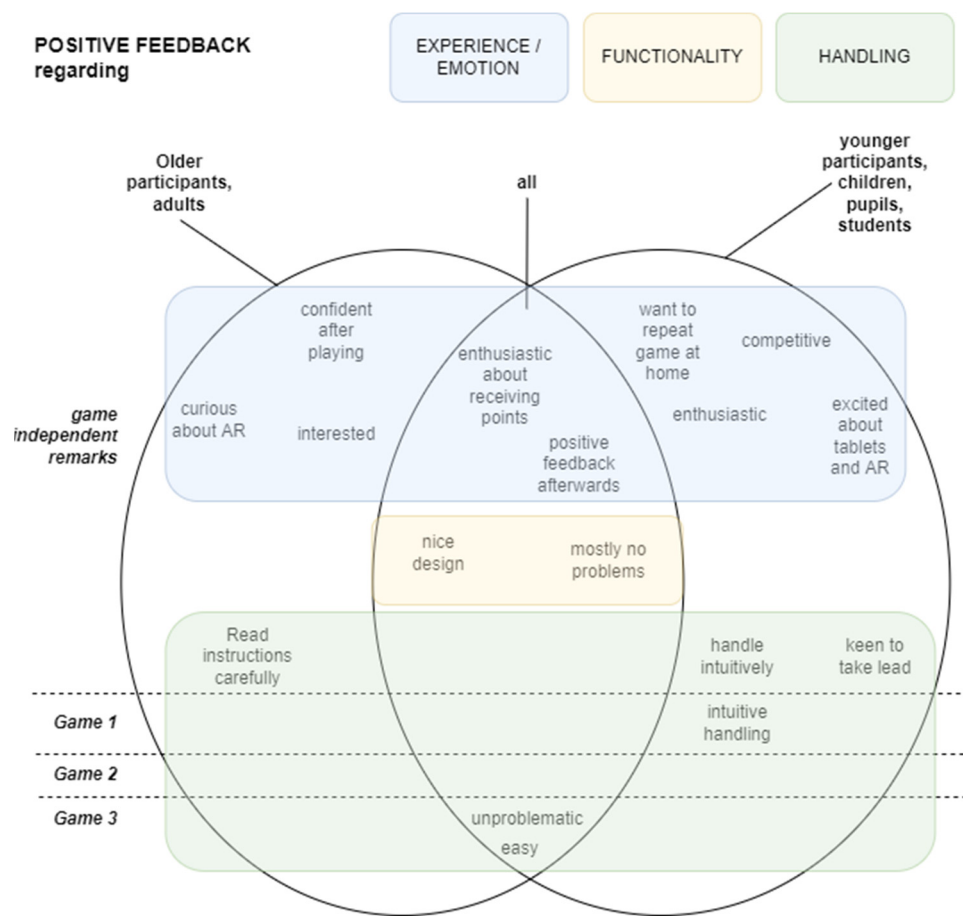 POSITIVE FEEDBACK
regarding
EXPERIENCE /
EMOTION
FUNCTIONALITY
HANDLING
Older
participants,
adults
all
younger
participants,
children,
pupils,
students
game
independent
remarks
confident
after
playing
curious
about AR
interested
enthusiastic
about
receiving
points
positive
feedback
afterwards
want to
repeat
game at
home
competitive
enthusiastic
excited
about
tablets
and AR
nice
design
mostly no
problems
Read
instructions
carefully
handle
intuitively
keen to
take lead
Game 1
intuitive
handling
Game 2
Game 3
unproblematic
easy